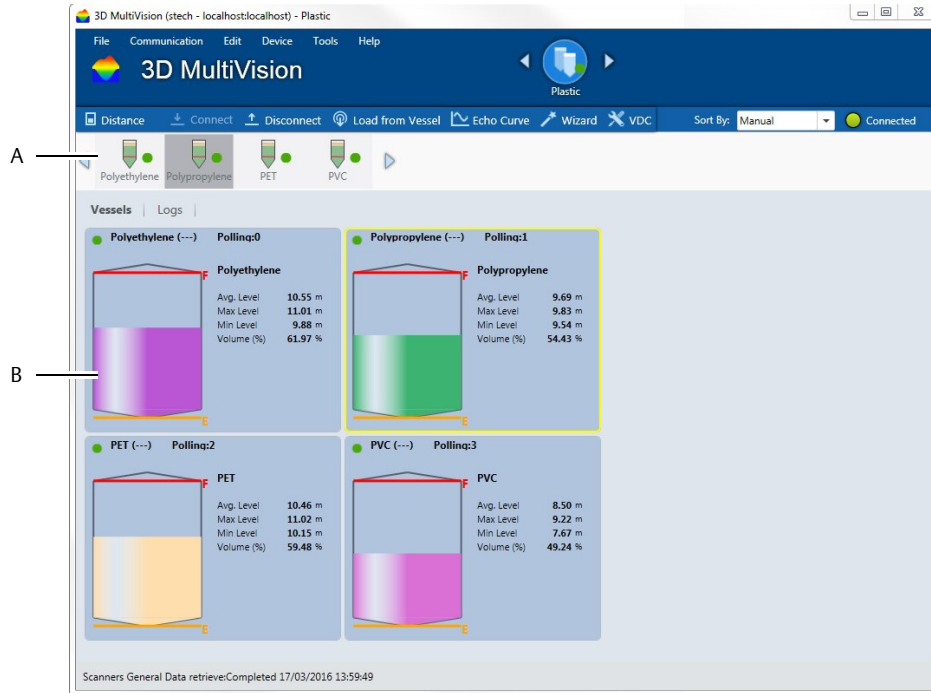 3D MultiVision (stech - localhost:localhost) - Plastic
File Communication Edit Device Tools Help
3D MultiVision
Plastic
Distance Connect Disconnect Load from Vessel Echo Curve Wizard VDC Sort By: Manual Connected
A
Polyethylene Polypropylene PET PVC
Vessels | Logs |
Polyethylene (---) Polling:0
F
Polyethylene
Avg. Level 10.55 m
Max Level 11.01 m
Min Level 9.88 m
Volume (%) 61.97 %
E
Polypropylene (---) Polling:1
F
Polypropylene
Avg. Level 9.69 m
Max Level 9.83 m
Min Level 9.54 m
Volume (%) 54.43 %
E
B
PET (---) Polling:2
F
PET
Avg. Level 10.46 m
Max Level 11.02 m
Min Level 10.15 m
Volume (%) 59.48 %
E
PVC (---) Polling:3
F
PVC
Avg. Level 8.50 m
Max Level 9.22 m
Min Level 7.67 m
Volume (%) 49.24 %
E
Scanners General Data retrieve:Completed 17/03/2016 13:59:49